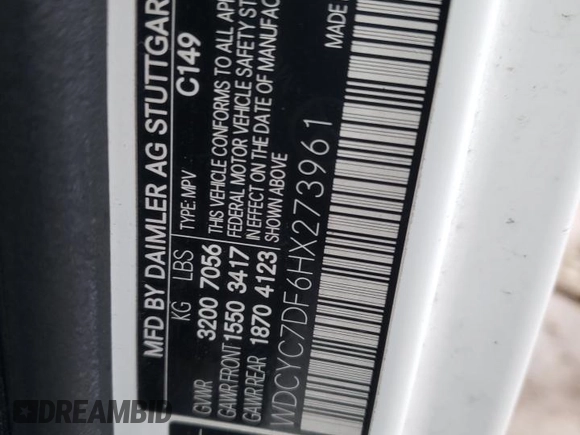 MFD BY DAIMLER AG STUTTGAR
KG LBS TYPE: MPV C149
GVWR 3200 7056 THIS VEHICLE CONFORMS TO ALL APP
GAWR FRONT 1550 3417 FEDERAL MOTOR VEHICLE SAFETY ST
GAWR REAR 1870 4123 IN EFFECT ON THE DATE OF MAN
SHOWN ABOVE
WDCYC7DF6HX273961 MADE
DREAMBID